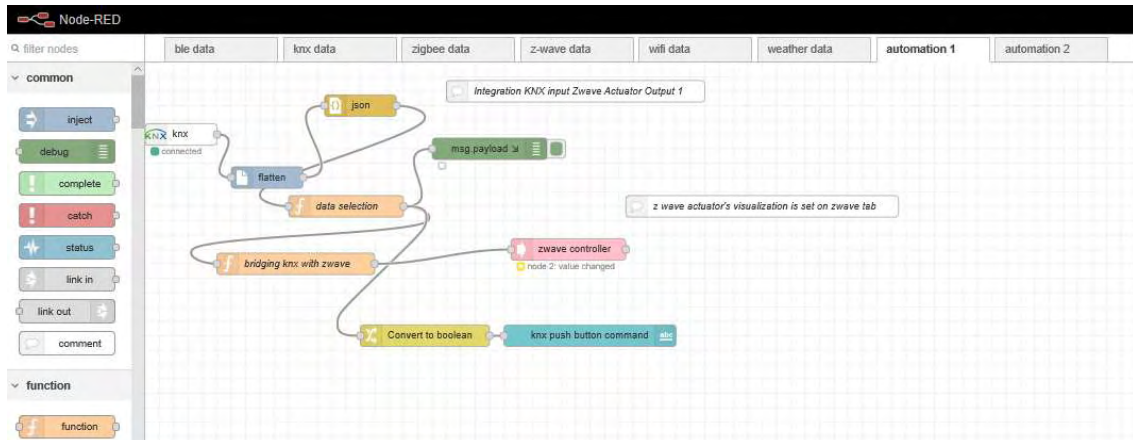 Node-RED
filter nodes
ble data
knx data
zigbee data
z-wave data
wifi data
weather data
automation 1
automation 2
common
inject
debug
complete
catch
status
link in
link out
comment
function
function
Integration KNX input Zwave Actuator Output 1
json
KNX knx
connected
msg.payload
flatten
data selection
z wave actuator's visualization is set on zwave tab
bridging knx with zwave
zwave controller
node 2: value changed
Convert to boolean
knx push button command
abc